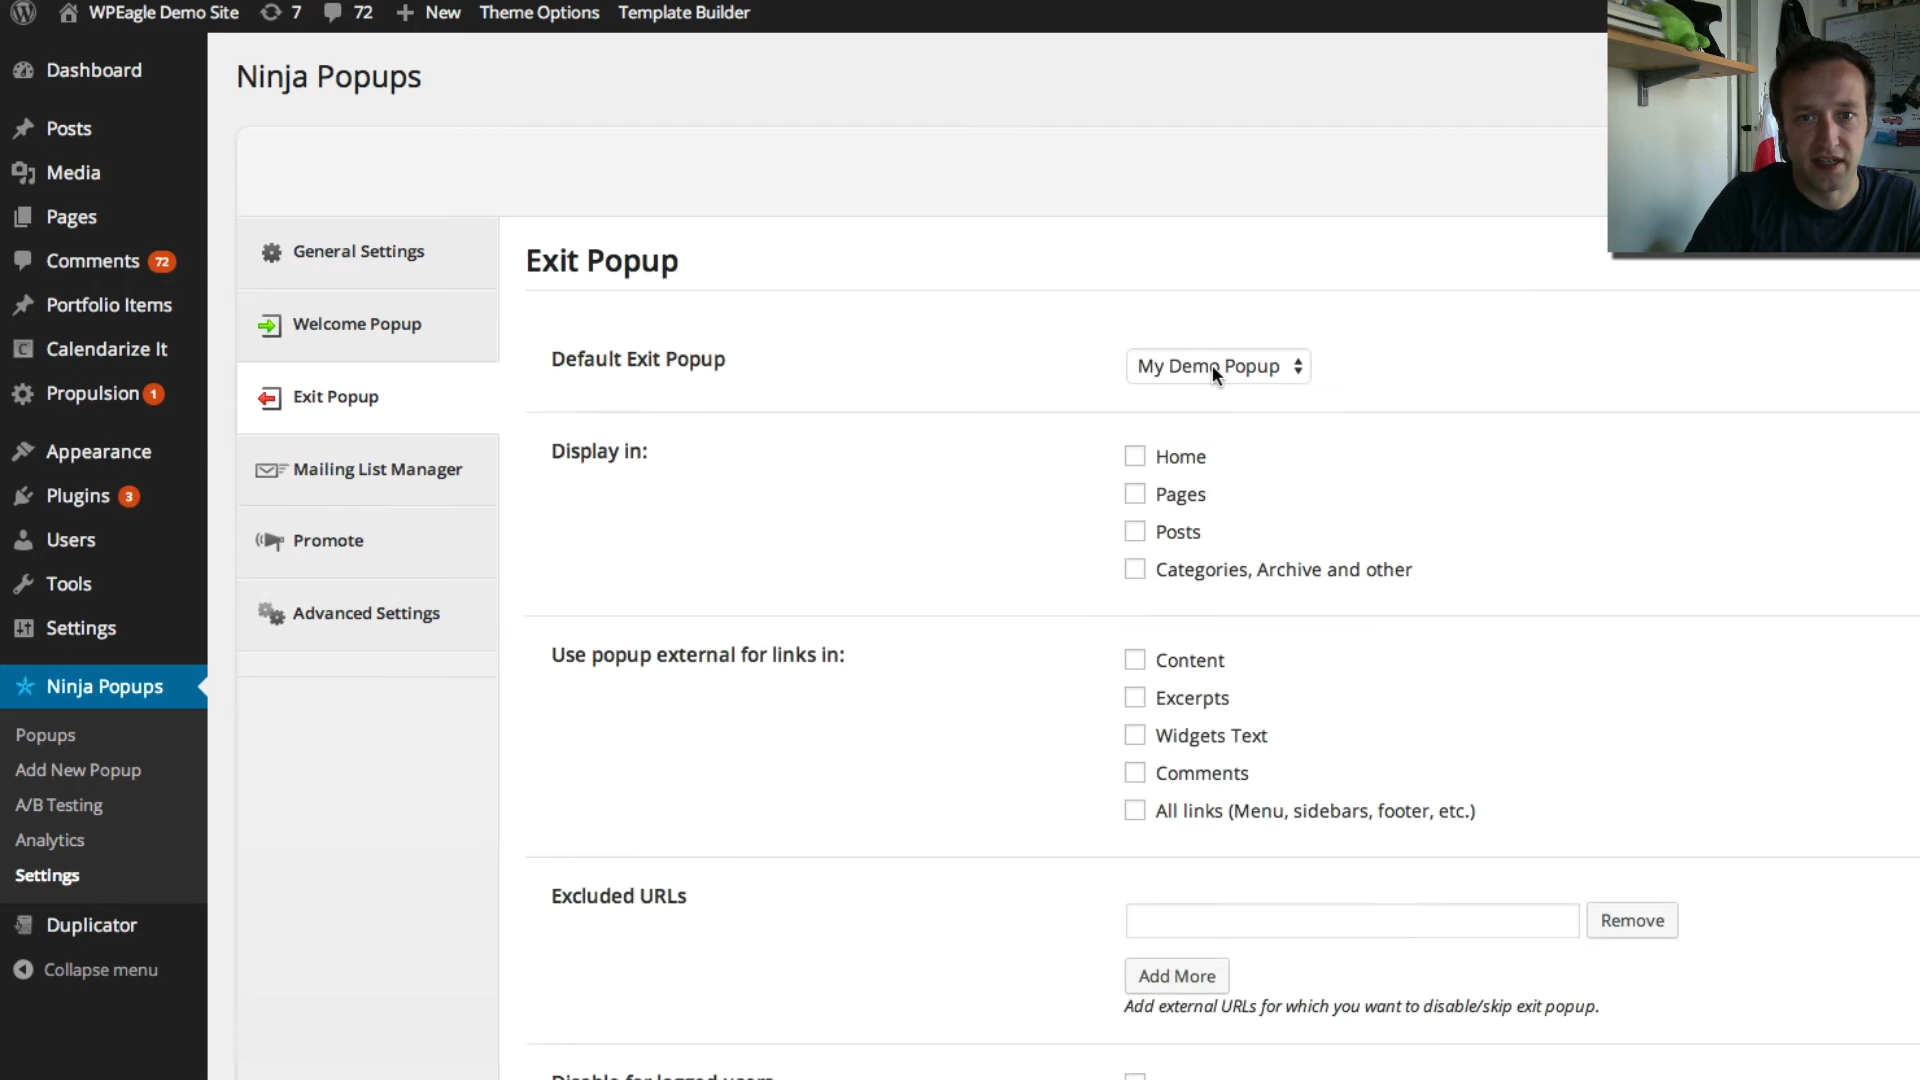 WPEagle Demo Site 7 72 New Theme Options Template Builder
Dashboard
Posts
Media
Pages
Comments 72
Portfolio Items
Calendarize It
Propulsion 1
Appearance
Plugins 3
Users
Tools
Settings
Ninja Popups
Popups
Add New Popup
A/B Testing
Analytics
Settings
Duplicator
Collapse menu
Ninja Popups
General Settings
Welcome Popup
Exit Popup
Mailing List Manager
Promote
Advanced Settings
Exit Popup
Default Exit Popup
My Demo Popup
Display in:
Home
Pages
Posts
Categories, Archive and other
Use popup external for links in:
Content
Excerpts
Widgets Text
Comments
All links (Menu, sidebars, footer, etc.)
Excluded URLs
Remove
Add More
Add external URLs for which you want to disable/skip exit popup.
Disable for logged users